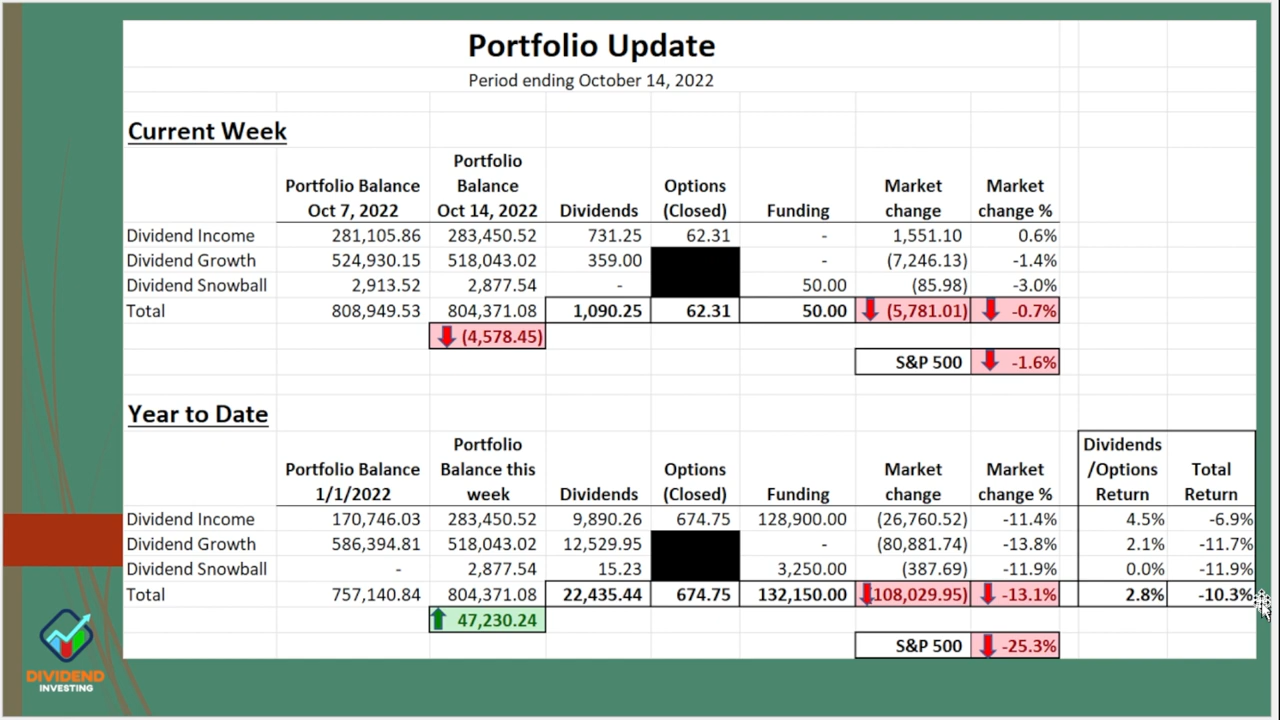 Portfolio Update
Period ending October 14, 2022
Current Week
Portfolio Balance Oct 7, 2022 Portfolio Balance Oct 14, 2022 Dividends Options (Closed) Funding Market change Market change %
Dividend Income 281,105.86 283,450.52 731.25 62.31 - 1,551.10 0.6%
Dividend Growth 524,930.15 518,043.02 359.00 - (7,246.13) -1.4%
Dividend Snowball 2,913.52 2,877.54 - 50.00 (85.98) -3.0%
Total 808,949.53 804,371.08 1,090.25 62.31 50.00 (5,781.01) -0.7%
(4,578.45)
S&P 500 -1.6%
Year to Date
Portfolio Balance 1/1/2022 Portfolio Balance this week Dividends Options (Closed) Funding Market change Market change % Dividends /Options Return Total Return
Dividend Income 170,746.03 283,450.52 9,890.26 674.75 128,900.00 (26,760.52) -11.4% 4.5% -6.9%
Dividend Growth 586,394.81 518,043.02 12,529.95 - (80,881.74) -13.8% 2.1% -11.7%
Dividend Snowball - 2,877.54 15.23 3,250.00 (387.69) -11.9% 0.0% -11.9%
Total 757,140.84 804,371.08 22,435.44 674.75 132,150.00 108,029.95) -13.1% 2.8% -10.3%
47,230.24
S&P 500 -25.3%
DIVIDEND
INVESTING